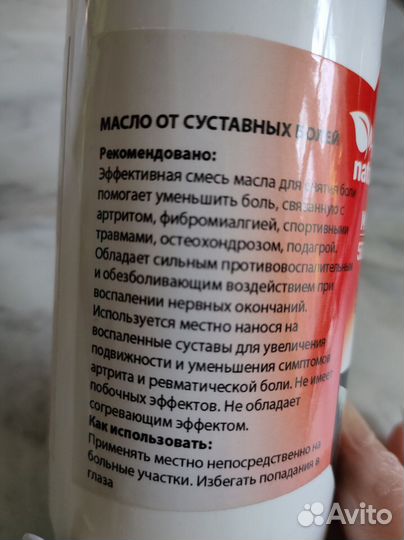 МАСЛО ОТ СУСТАВНЫХ БОЛЕЙ
Рекомендовано:
Эффективная смесь масла для снятия боли
помогает уменьшить боль, связанную с
артритом, фибромиалгией, спортивными
травмами, остеохондрозом, подагрой.
Обладает сильным противовоспалительным
и обезболивающим воздействием при
воспалении нервных окончаний.
Используется местно нанося на
воспаленные суставы для увеличения
подвижности и уменьшения симптомов
артрита и ревматической боли. Не имеет
побочных эффектов. Не обладает
согревающим эффектом.
Как использовать:
Применять местно непосредственно на
больные участки. Избегать попадания в
глаза
Avito